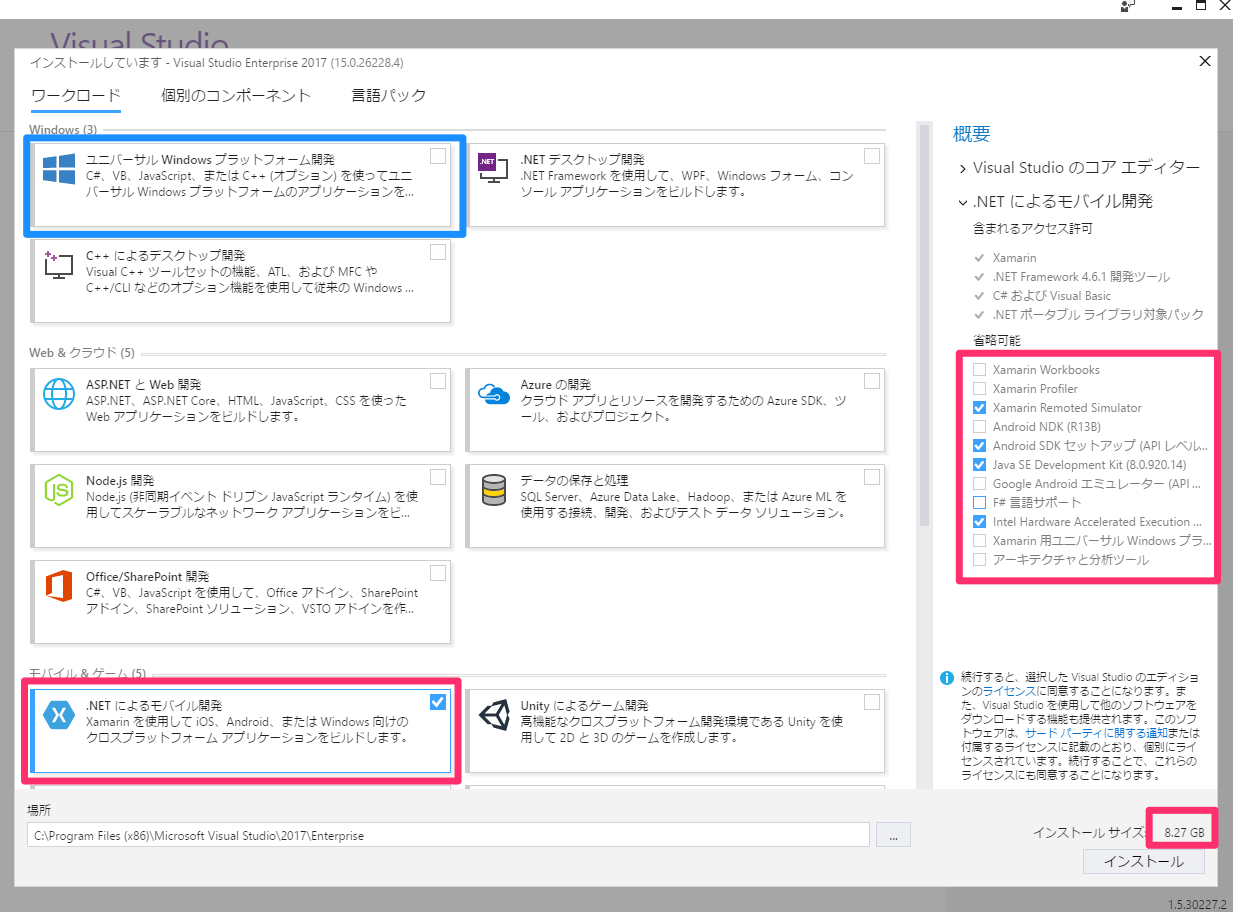 Visual Studio
インストールしています - Visual Studio Enterprise 2017 (15.0.26228.4)
ワークロード
個別のコンポーネント
言語パック
Windows (3)
ユニバーサル Windows プラットフォーム開発
C#、VB、JavaScript、または C++ (オプション) を使ってユニ
バーサル Windows プラットフォームのアプリケーションを...
.NET デスクトップ開発
.NET Framework を使用して、WPF、Windows フォーム、コン
ソール アプリケーションをビルドします。
C++ によるデスクトップ開発
Visual C++ ツールセットの機能、ATL、および MFC や
C++/CLI などのオプション機能を使用して従来の Windows ...
Web & クラウド (5)
ASP.NET と Web 開発
ASP.NET、ASP.NET Core、HTML、JavaScript、CSS を使った
Web アプリケーションをビルドします。
Azure の開発
クラウド アプリとリソースを開発するための Azure SDK、ツ
ール、およびプロジェクト。
Node.js 開発
Node.js (非同期イベント ドリブン JavaScript ランタイム) を使
用してスケーラブルなネットワーク アプリケーションをビ...
データの保存と処理
SQL Server、Azure Data Lake、Hadoop、または Azure ML を
使用する接続、開発、およびテスト データ ソリューション。
Office/SharePoint 開発
C#、VB、JavaScript を使用して、Office アドイン、SharePoint
アドイン、SharePoint ソリューション、VSTO アドインを作...
モバイル & ゲーム (5)
.NET によるモバイル開発
Xamarin を使用して iOS、Android、または Windows 向けの
クロスプラットフォーム アプリケーションをビルドします。
Unity によるゲーム開発
高機能なクロスプラットフォーム開発環境である Unity を使
用して 2D と 3D のゲームを作成します。
概要
Visual Studio のコア エディター
.NET によるモバイル開発
含まれるアクセス許可
Xamarin
.NET Framework 4.6.1 開発ツール
C# および Visual Basic
.NET ポータブル ライブラリ対象パック
省略可能
Xamarin Workbooks
Xamarin Profiler
Xamarin Remoted Simulator
Android NDK (R13B)
Android SDK セットアップ (API レベル...
Java SE Development Kit (8.0.920.14)
Google Android エミュレーター (API ...
F# 言語サポート
Intel Hardware Accelerated Execution ...
Xamarin 用ユニバーサル Windows プラ...
アーキテクチャと分析ツール
続行すると、選択した Visual Studio のエディショ
ンのライセンスに同意することになります。ま
た、Visual Studio を使用して他のソフトウェアを
ダウンロードする機能も提供されます。このソフ
トウェアは、サード パーティに関する通知または
付属するライセンスに記載のとおり、個別にライ
センスされています。続行することで、これらの
ライセンスにも同意することになります。
場所
C:\Program Files (x86)\Microsoft Visual Studio\2017\Enterprise
...
インストール サイズ: 8.27 GB
インストール
1.5.30227.2